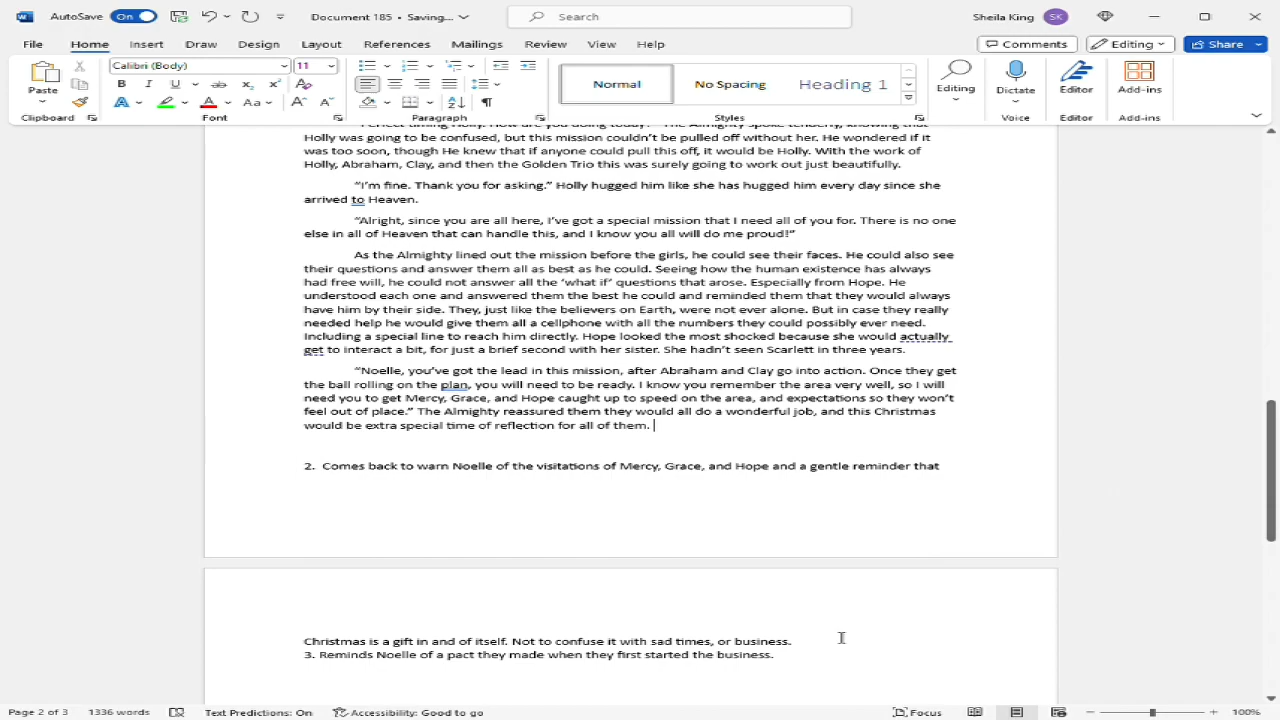 AutoSave On Document 185 • Saving... Search Sheila King SK
File Home Insert Draw Design Layout References Mailings Review View Help Comments Editing Share
Calibri (Body) 11
Paste Normal No Spacing Heading 1 Editing Dictate Editor Add-ins
Clipboard Font Paragraph Styles Voice Editor Add-ins
Holly was going to be confused, but this mission couldn't be pulled off without her. He wondered if it
was too soon, though He knew that if anyone could pull this off, it would be Holly. With the work of
Holly, Abraham, Clay, and then the Golden Trio this was surely going to work out just beautifully.
“I'm fine. Thank you for asking.” Holly hugged him like she has hugged him every day since she
arrived to Heaven.
“Alright, since you are all here, I've got a special mission that I need all of you for. There is no one
else in all of Heaven that can handle this, and I know you all will do me proud!”
As the Almighty lined out the mission before the girls, he could see their faces. He could also see
their questions and answer them all as best as he could. Seeing how the human existence has always
had free will, he could not answer all the ‘what if’ questions that arose. Especially from Hope. He
understood each one and answered them the best he could and reminded them that they would always
have him by their side. They, just like the believers on Earth, were not ever alone. But in case they really
needed help he would give them all a cellphone with all the numbers they could possibly ever need.
Including a special line to reach him directly. Hope looked the most shocked because she would actually
get to interact a bit, for just a brief second with her sister. She hadn't seen Scarlett in three years.
“Noelle, you've got the lead in this mission, after Abraham and Clay go into action. Once they get
the ball rolling on the plan, you will need to be ready. I know you remember the area very well, so I will
need you to get Mercy, Grace, and Hope caught up to speed on the area, and expectations so they won't
feel out of place.” The Almighty reassured them they would all do a wonderful job, and this Christmas
would be extra special time of reflection for all of them.
2. Comes back to warn Noelle of the visitations of Mercy, Grace, and Hope and a gentle reminder that
Christmas is a gift in and of itself. Not to confuse it with sad times, or business.
3. Reminds Noelle of a pact they made when they first started the business.
Page 2 of 3 1336 words Text Predictions: On Accessibility: Good to go Focus 100%